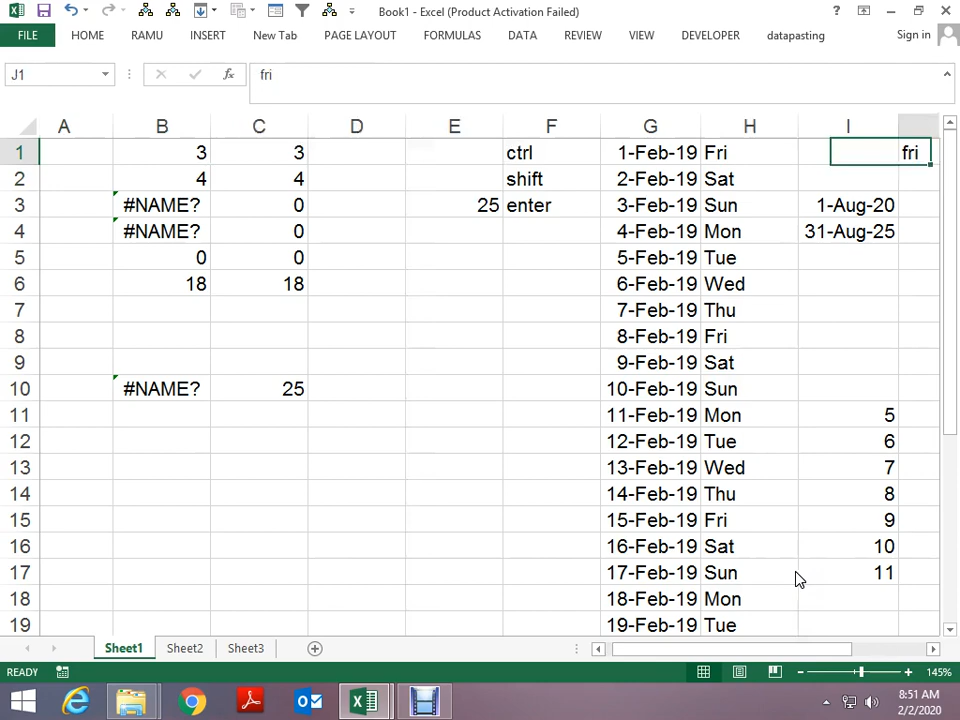 Book1 - Excel (Product Activation Failed)
?
FILE HOME RAMU INSERT New Tab PAGE LAYOUT FORMULAS DATA REVIEW VIEW DEVELOPER datapasting Sign in
J1 fx fri
A B C D E F G H I
1 3 3 ctrl 1-Feb-19 Fri fri
2 4 4 shift 2-Feb-19 Sat
3 #NAME? 0 25 enter 3-Feb-19 Sun 1-Aug-20
4 #NAME? 0 4-Feb-19 Mon 31-Aug-25
5 0 0 5-Feb-19 Tue
6 18 18 6-Feb-19 Wed
7 7-Feb-19 Thu
8 8-Feb-19 Fri
9 9-Feb-19 Sat
10 #NAME? 25 10-Feb-19 Sun
11 11-Feb-19 Mon 5
12 12-Feb-19 Tue 6
13 13-Feb-19 Wed 7
14 14-Feb-19 Thu 8
15 15-Feb-19 Fri 9
16 16-Feb-19 Sat 10
17 17-Feb-19 Sun 11
18 18-Feb-19 Mon
19 19-Feb-19 Tue
Sheet1 Sheet2 Sheet3
READY 145%
8:51 AM
2/2/2020